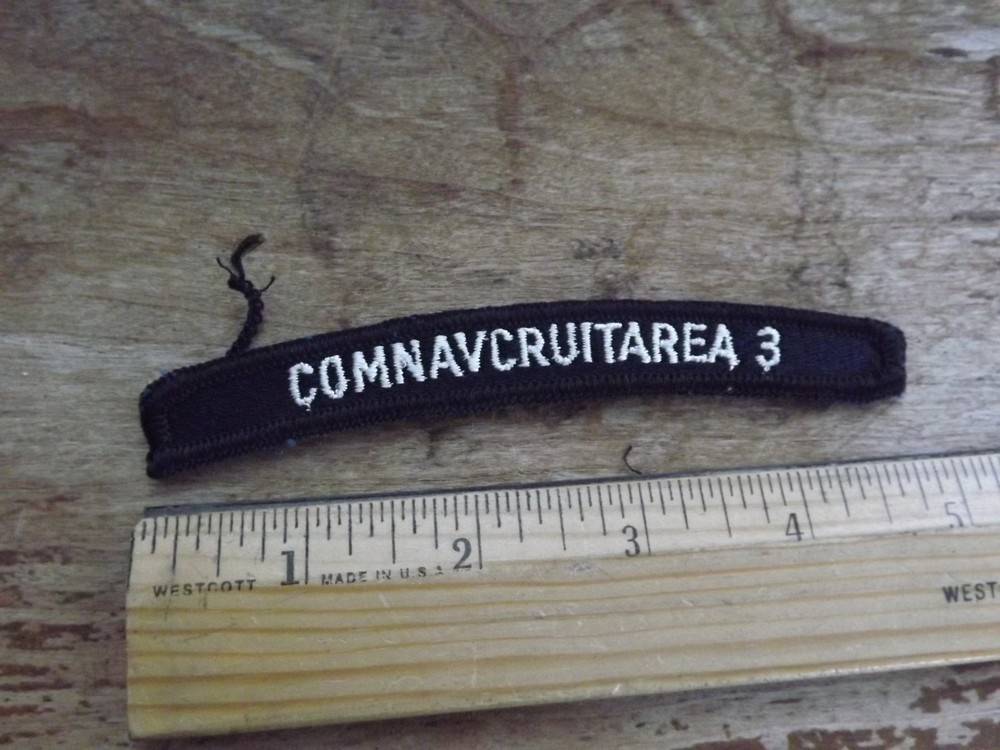 COMNAVCRUITAREA 3
1 2 3 4 5
WESTCOTT MADE IN U.S.A. WEST